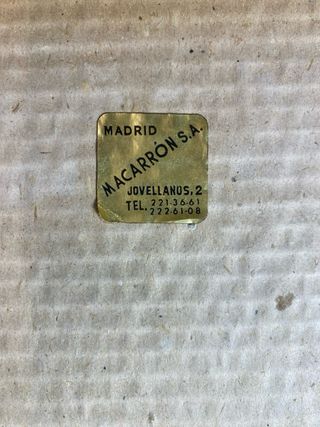 MADRID
MACARRÓN S.A.
JOVELLANOS, 2
TEL. 221-36-61
222-61-08